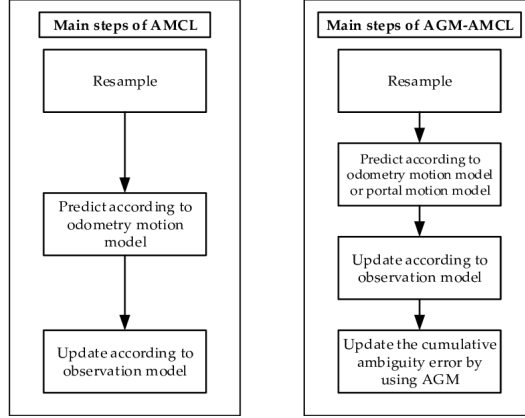 Main steps of AMCL
Resample
Predict according to
odometry motion
model
Update according to
observation model
Main steps of AGM-AMCL
Resample
Predict according to
odometry motion model
or portal motion model
Update according to
observation model
Update the cumulative
ambiguity error by
using AGM